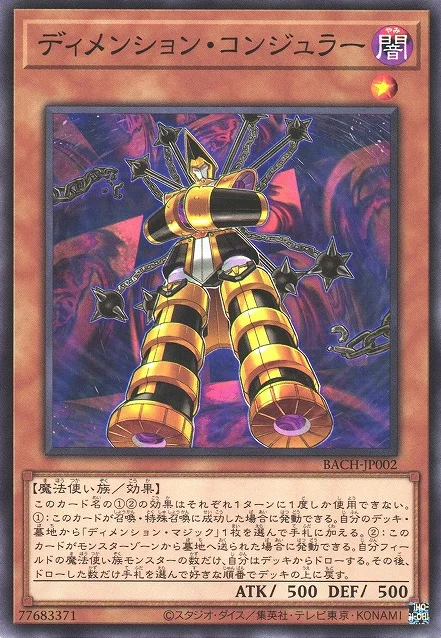 ディメンション・コンジュラー
闇
BACH-JP002
【魔法使い族/効果】
このカード名の①②の効果はそれぞれ1ターンに1度しか使用できない。
①：このカードが召喚・特殊召喚に成功した場合に発動できる。自分のデッキ・
墓地から「ディメンション・マジック」1枚を選んで手札に加える。②：この
カードがモンスターゾーンから墓地へ送られた場合に発動できる。自分フィー
ルドの魔法使い族モンスターの数だけ、自分はデッキからドローする。その後、
ドローした数だけ手札を選んで好きな順番でデッキの上に戻す。
ATK/ 500 DEF/ 500
77683371
©スタジオ・ダイス/集英社・テレビ東京・KONAMI